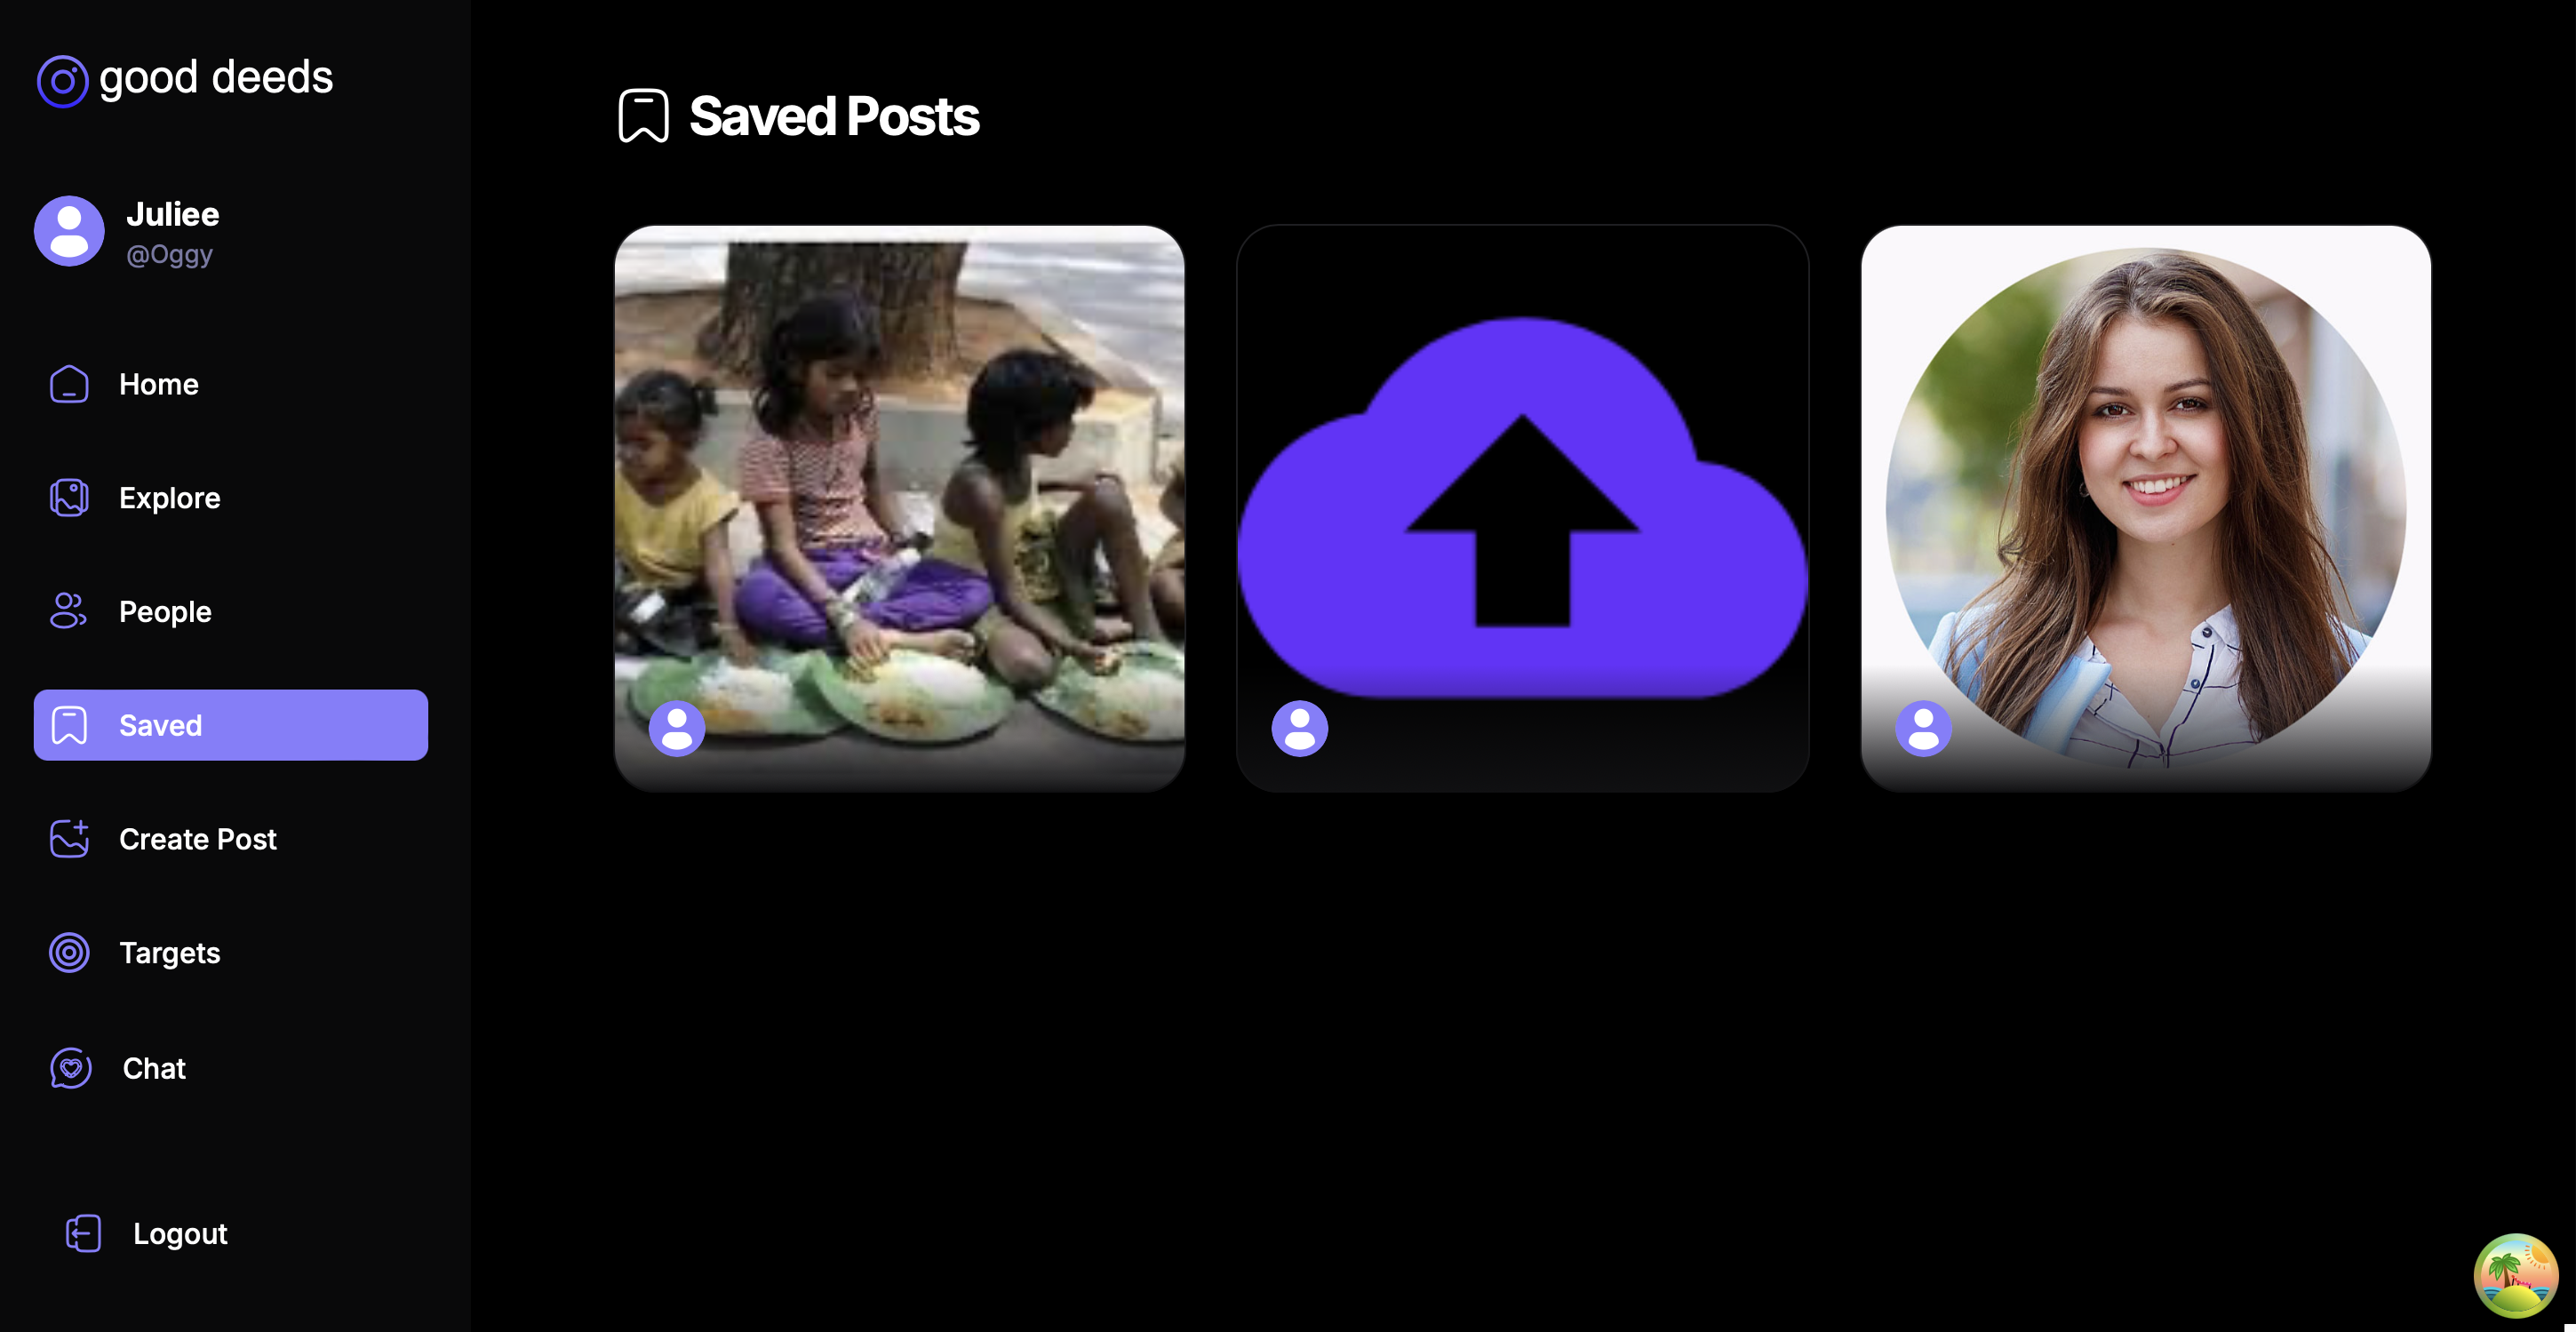 good deeds
Juliee
@Oggy
Home
Explore
People
Saved
Create Post
Targets
Chat
Logout
Saved Posts